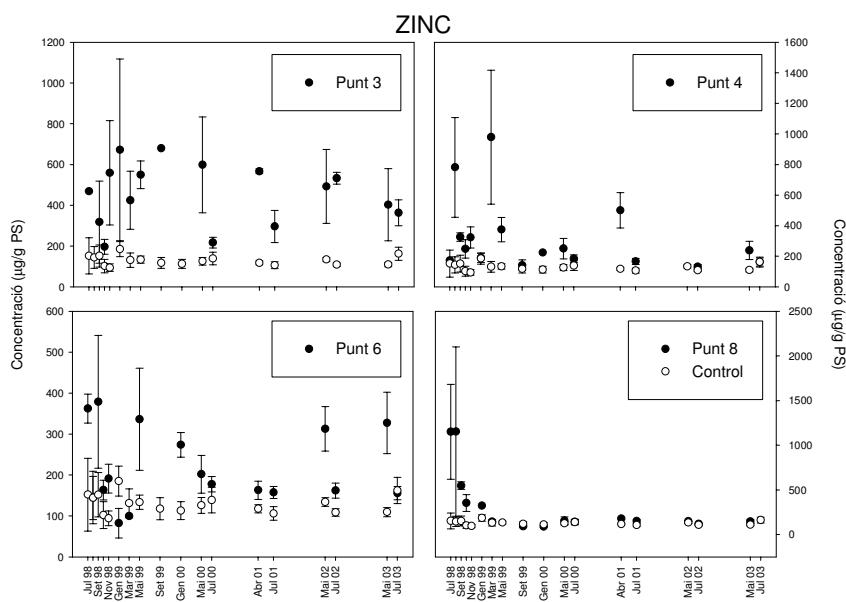 ZINC
Concentració (µg/g PS)
1200
1000
800
600
400
200
0
Punt 3
1600
1400
1200
1000
800
600
400
200
0
Punt 4
Concentració (µg/g PS)
600
500
400
300
200
100
0
Punt 6
2500
2000
1500
1000
500
0
Punt 8
Control
Jul 98
Set 98
Nov 98
Gen 99
Mar 99
Mai 99
Set 99
Gen 00
Mai 00
Jul 00
Abr 01
Jul 01
Mai 02
Jul 02
Mai 03
Jul 03
Jul 98
Set 98
Nov 98
Gen 99
Mar 99
Mai 99
Set 99
Gen 00
Mai 00
Jul 00
Abr 01
Jul 01
Mai 02
Jul 02
Mai 03
Jul 03